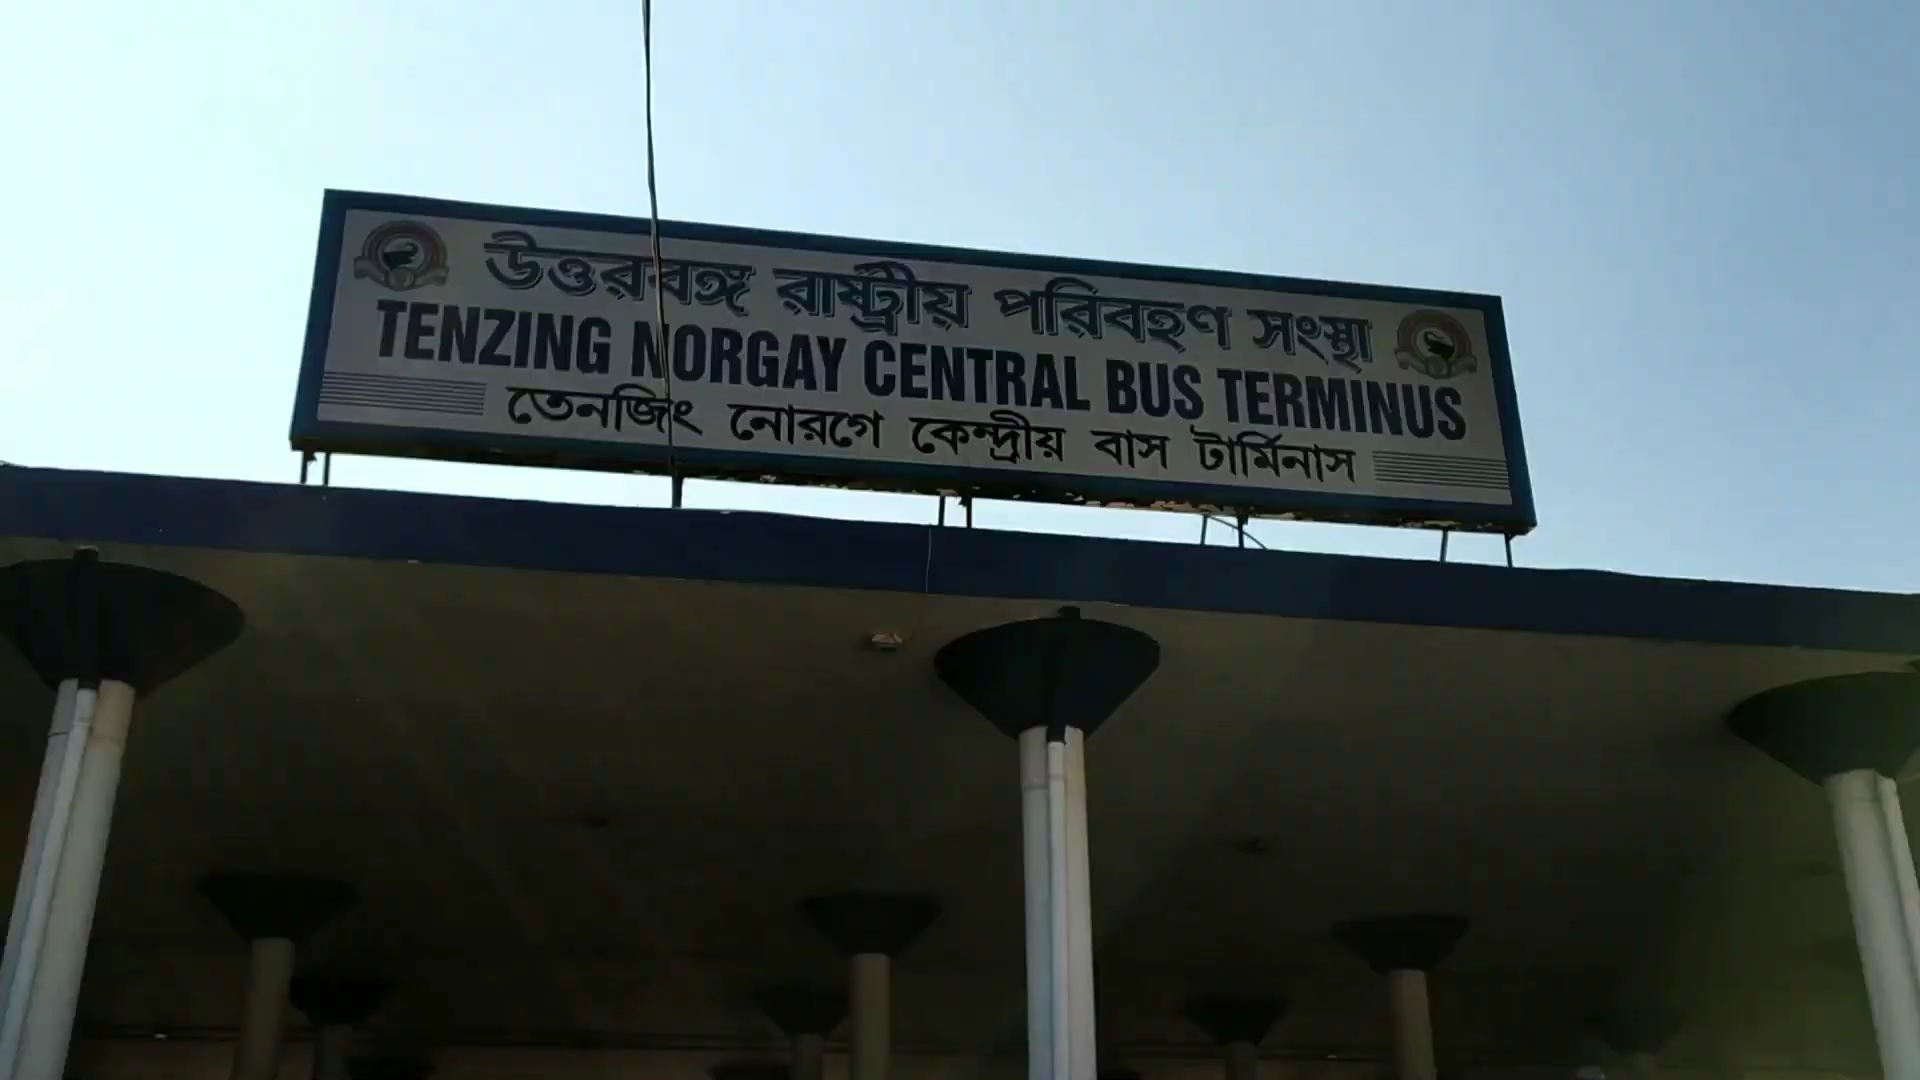 উত্তরবঙ্গ রাষ্ট্রীয় পরিবহণ সংস্থা
TENZING NORGAY CENTRAL BUS TERMINUS
তেনজিং নোরগে কেন্দ্রীয় বাস টার্মিনাস